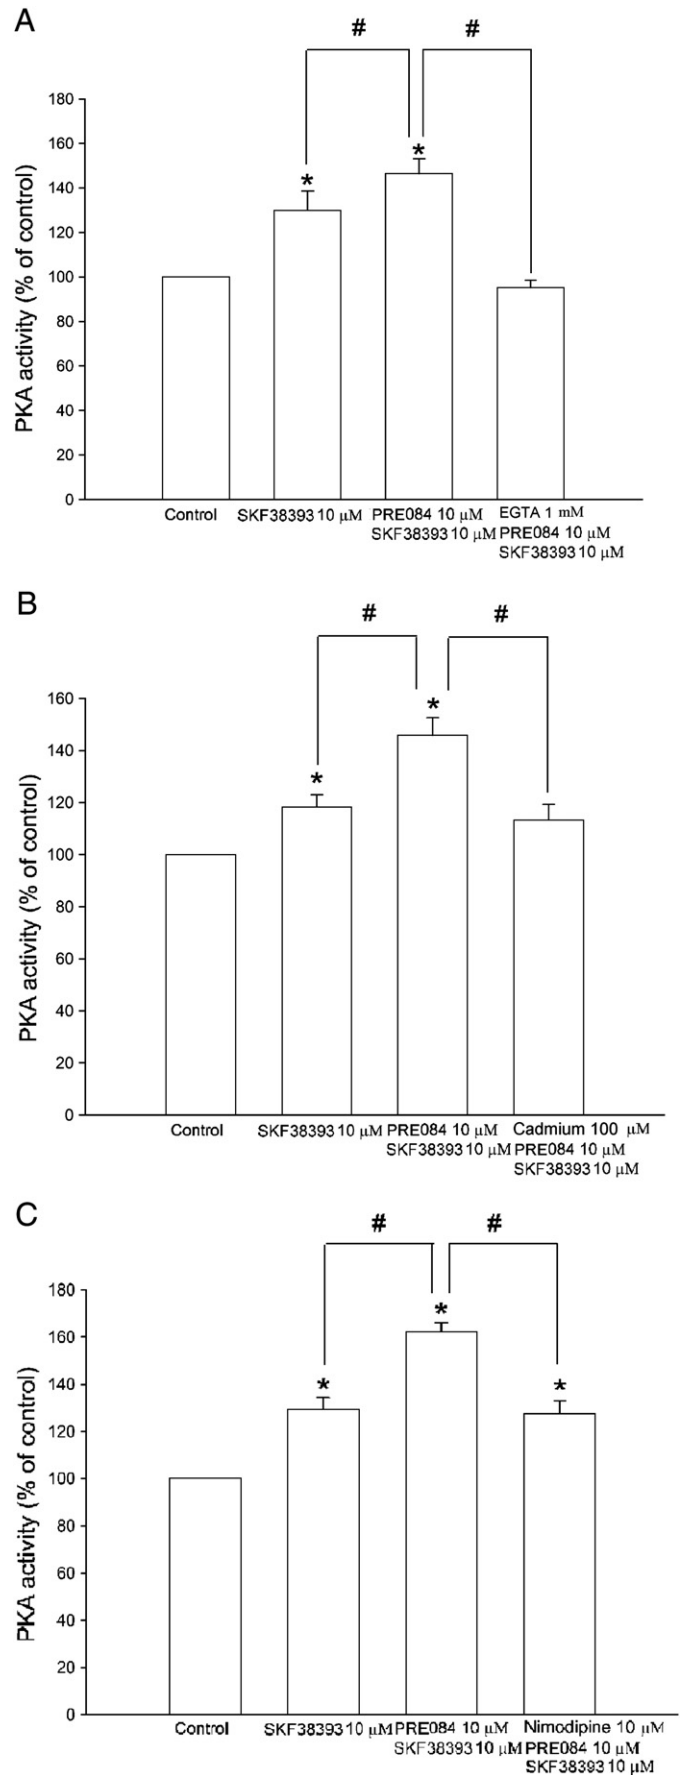 A
# #
PKA activity (% of control)
180
160
140
120
100
80
60
40
20
0
* *
Control SKF38393 10 μM PRE084 10 μM EGTA 1 mM
SKF38393 10 μM PRE084 10 μM
SKF38393 10 μM
B
# #
PKA activity (% of control)
160
140
120
100
80
60
40
20
0
* *
Control SKF38393 10 μM PRE084 10 μM Cadmium 100 μM
SKF38393 10 μM PRE084 10 μM
SKF38393 10 μM
C
# #
PKA activity (% of control)
180
160
140
120
100
80
60
40
20
0
* * *
Control SKF38393 10 μM PRE084 10 μM Nimodipine 10 μM
SKF38393 10 μM PRE084 10 μM
SKF38393 10 μM